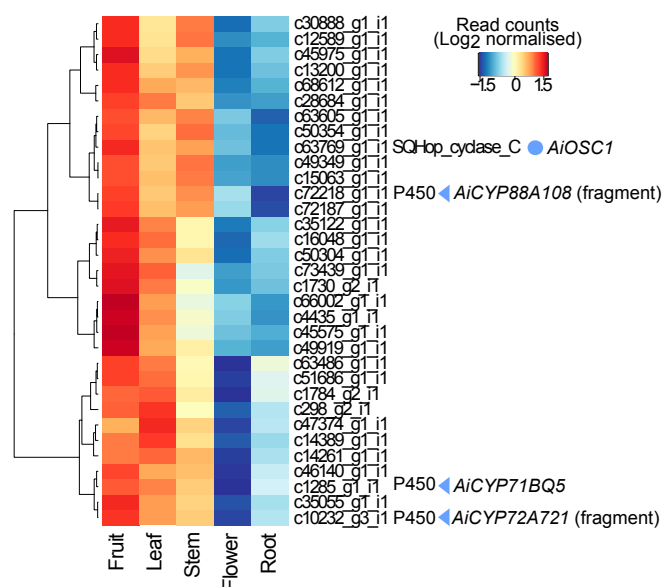 Read counts
(Log2 normalised)
-1.5 0 1.5
c30888_g1_i1
c12589_g1_i1
c45975_g1_i1
c13200_g1_i1
c68612_g1_i1
c28684_g1_i1
c63605_g1_i1
c50354_g1_i1
c63769_g1_i1 SQHop_cyclase_C AiOSC1
c49349_g1_i1
c15063_g1_i1
c72218_g1_i1 P450 AiCYP88A108 (fragment)
c72187_g1_i1
c35122_g1_i1
c16048_g1_i1
c50304_g1_i1
c73439_g1_i1
c1730_g2_i1
c66002_g1_i1
c4435_g1_i1
c45575_g1_i1
c49919_g1_i1
c63486_g1_i1
c51686_g1_i1
c1784_g2_i1
c298_g2_i1
c47374_g1_i1
c14389_g1_i1
c14261_g1_i1
c46140_g1_i1
c1285_g1_i1 P450 AiCYP71BQ5
c35055_g1_i1
c10232_g3_i1 P450 AiCYP72A721 (fragment)
Fruit Leaf Stem Flower Root